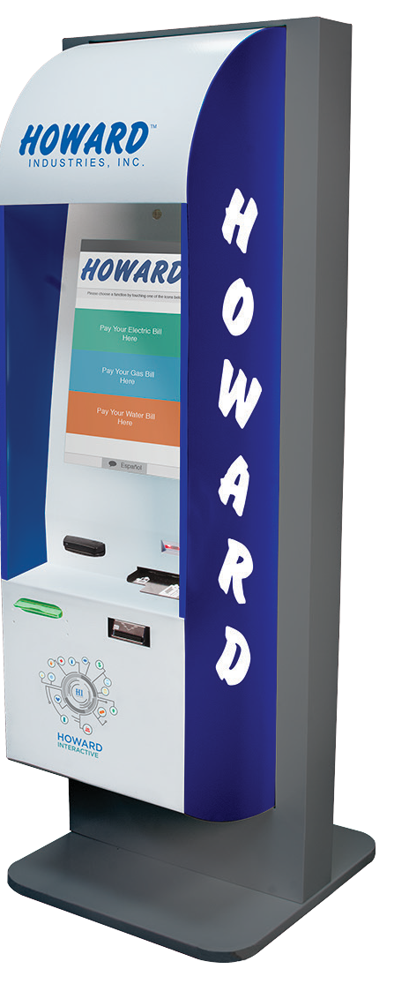 HOWARD™
INDUSTRIES, INC.
HOWARD
Please choose a function by touching one of the icons
Pay Your Electric Bill
Here
Pay Your Gas Bill
Here
Pay Your Water Bill
Here
Español
HI
HOWARD
INTERACTIVE
HOWARD